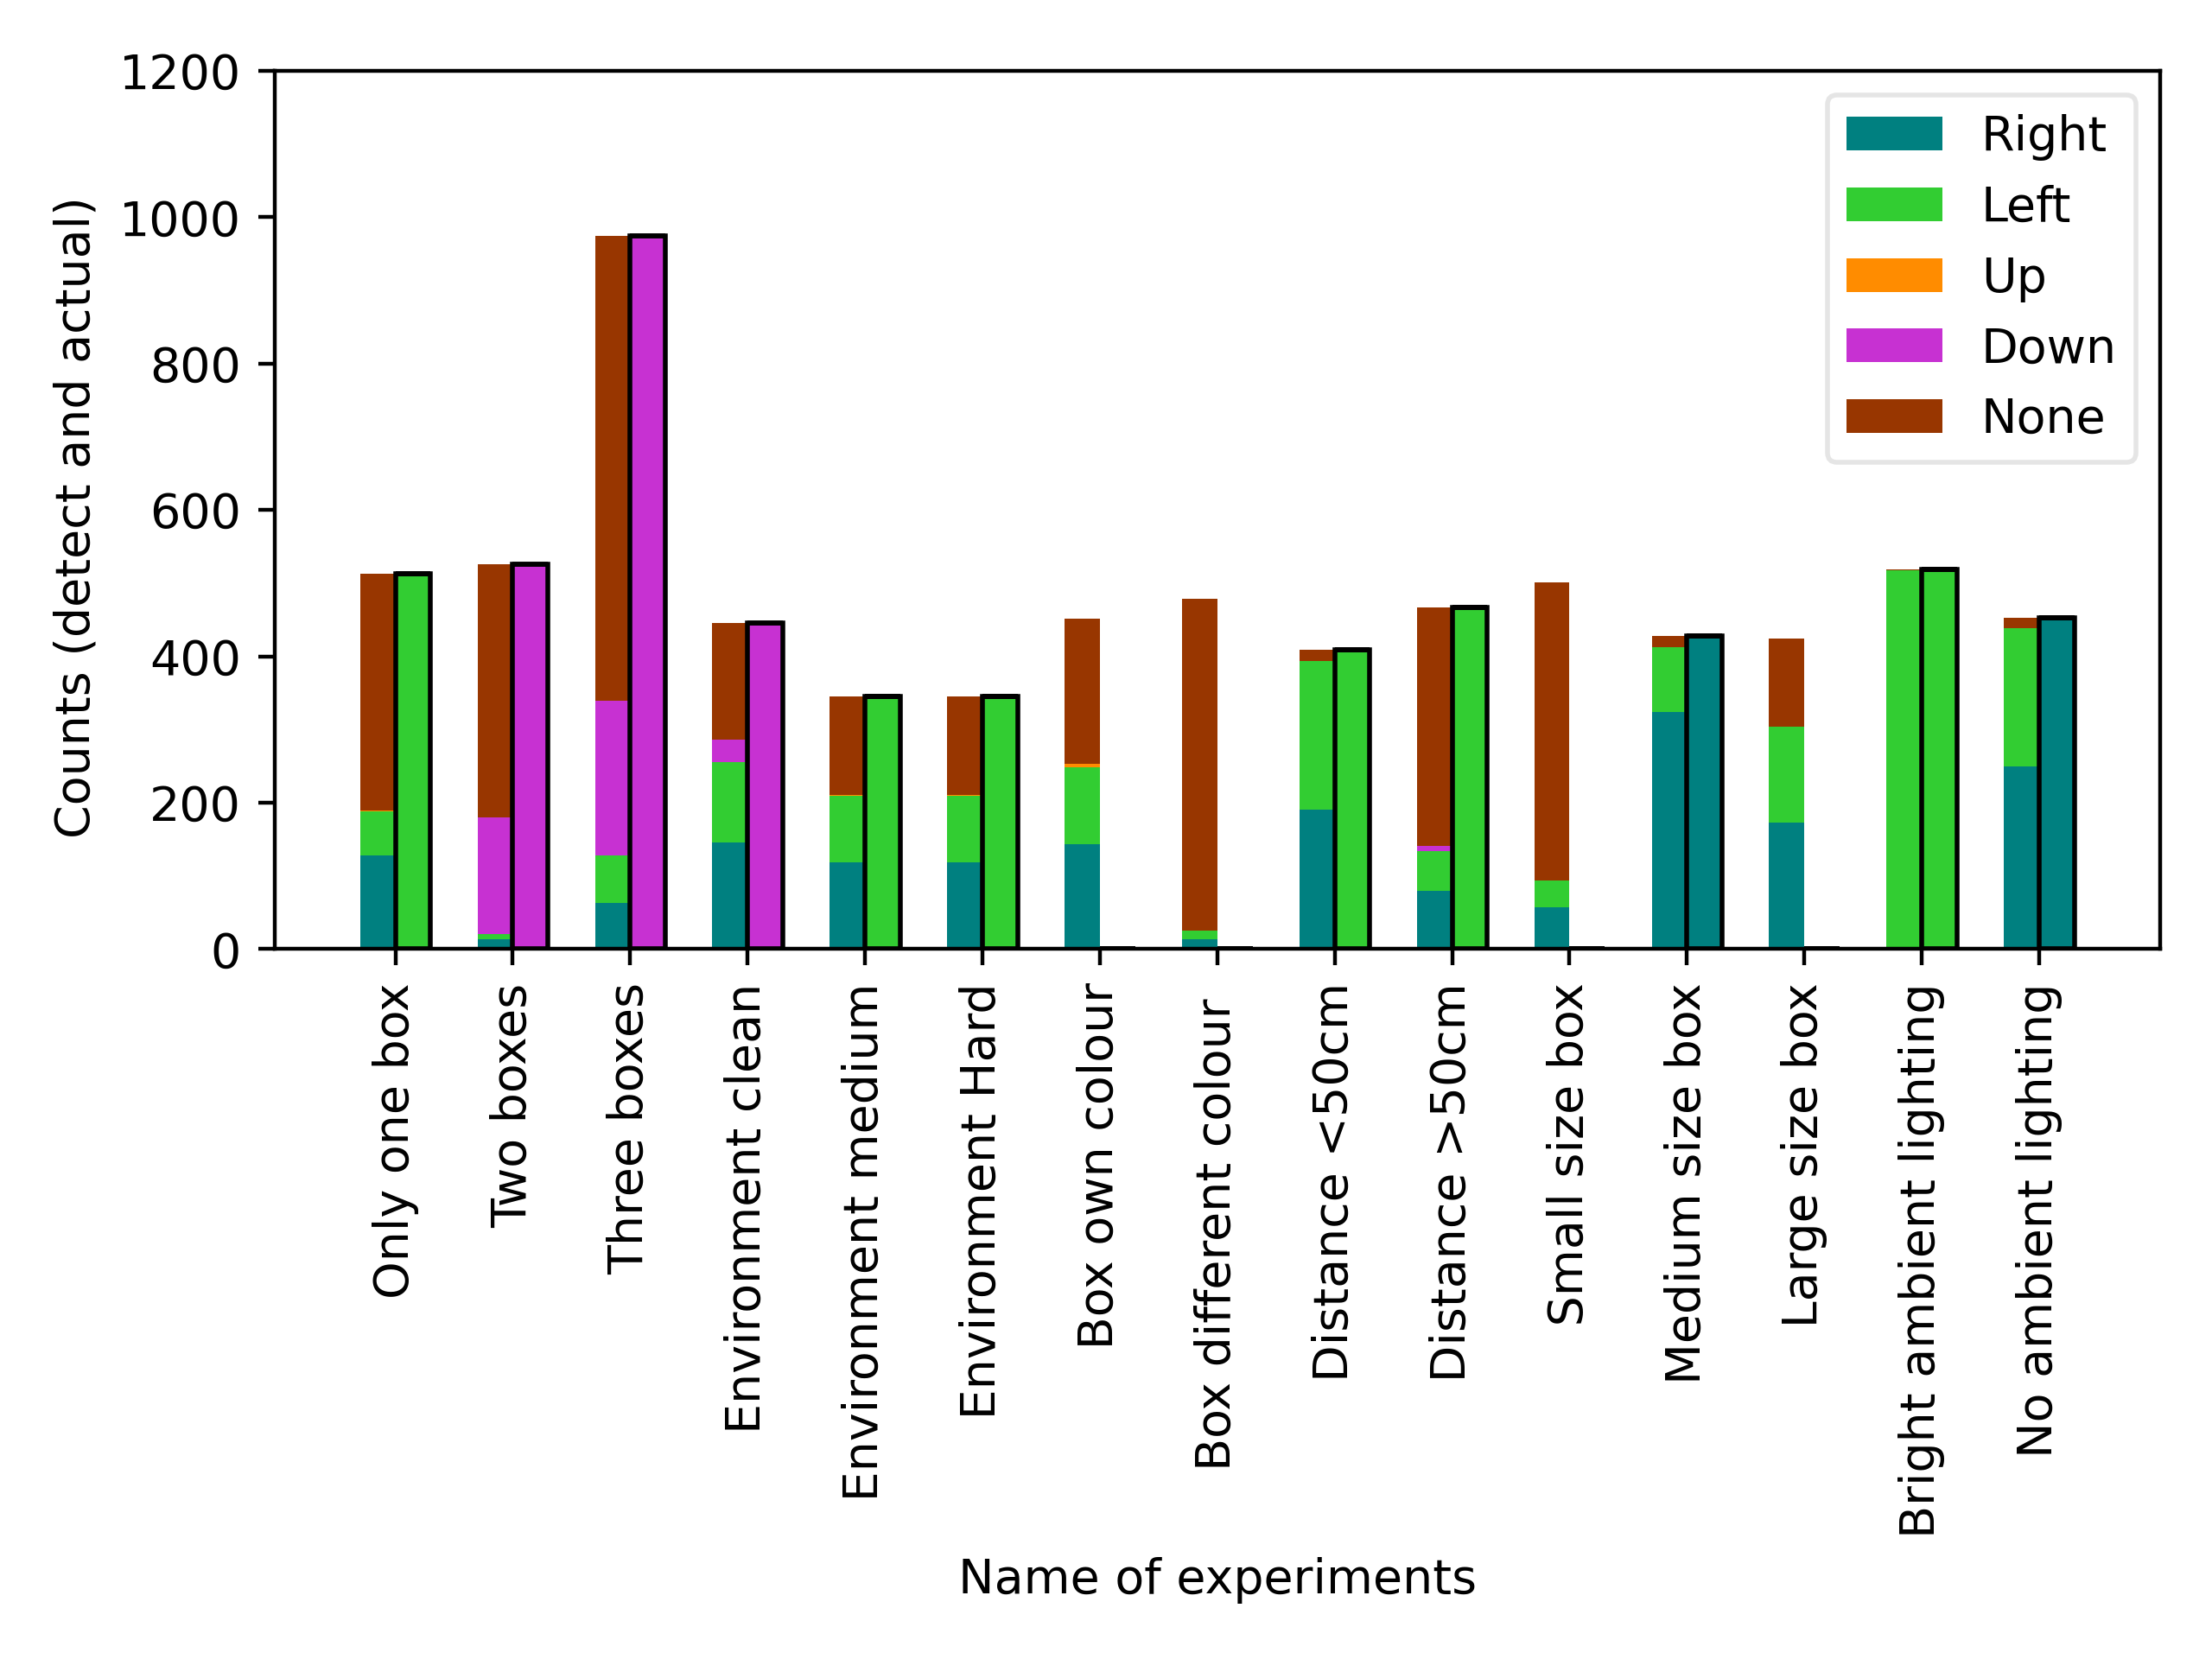 1200
1000
800
600
400
200
0
Counts (detect and actual)
Right
Left
Up
Down
None
Only one box
Two boxes
Three boxes
Environment clean
Environment medium
Environment Hard
Box own colour
Box different colour
Distance <50cm
Distance >50cm
Small size box
Medium size box
Large size box
Bright ambient lighting
No ambient lighting
Name of experiments